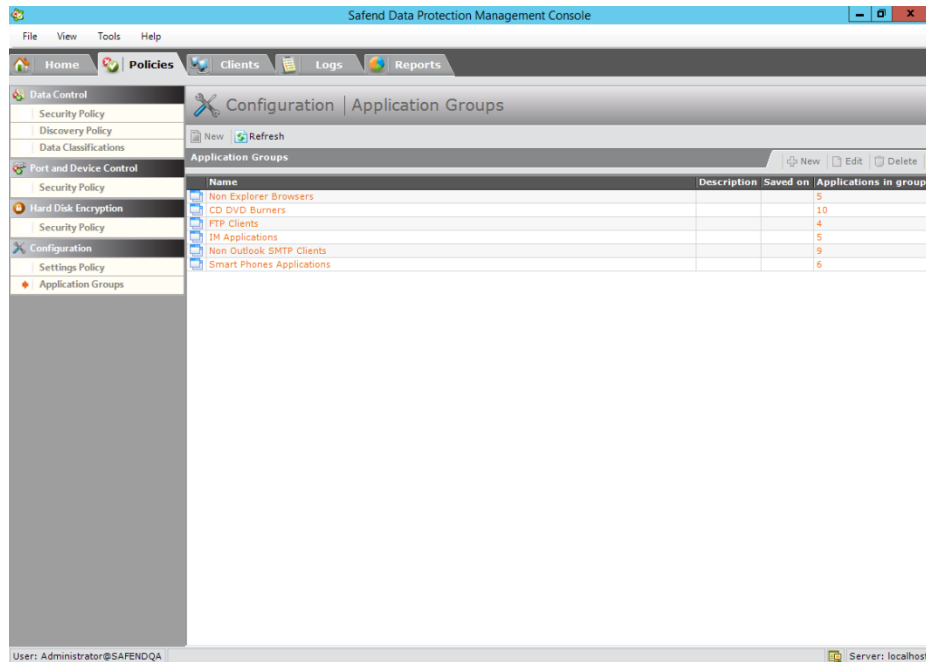 Safend Data Protection Management Console
File View Tools Help
Home Policies Clients Logs Reports
Data Control
Security Policy
Discovery Policy
Data Classifications
Port and Device Control
Security Policy
Hard Disk Encryption
Security Policy
Configuration
Settings Policy
Application Groups
Configuration | Application Groups
New Refresh
Application Groups New Edit Delete
Name Description Saved on Applications in group
Non Explorer Browsers 5
CD DVD Burners 10
FTP Clients 4
IM Applications 5
Non Outlook SMTP Clients 9
Smart Phones Applications 6
User: Administrator@SAFENDQA Server: localhost